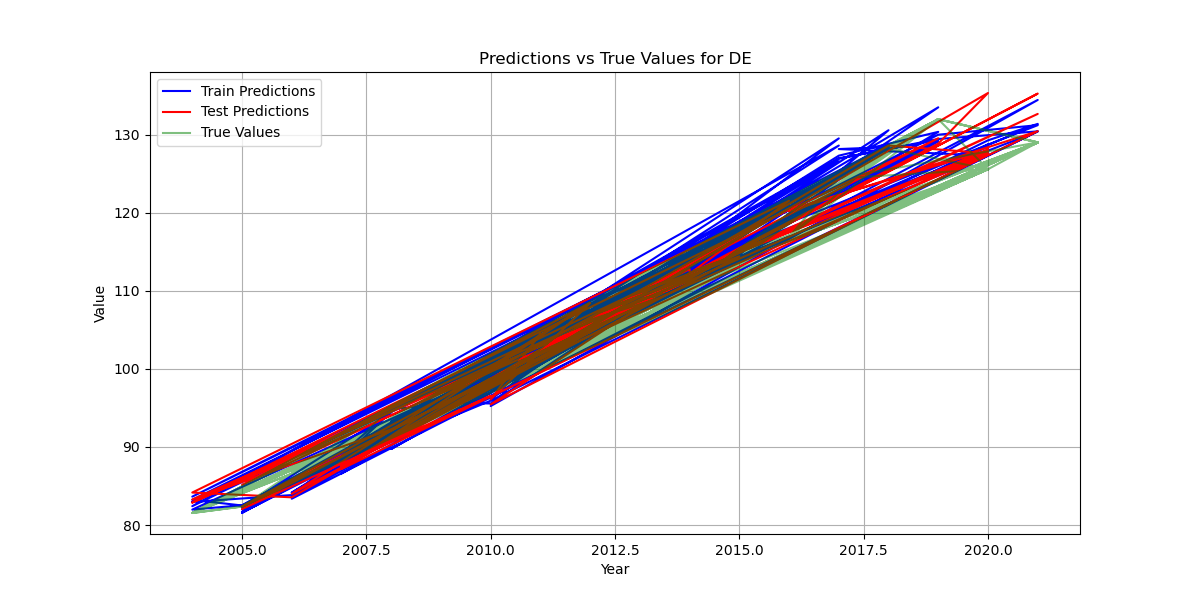 Predictions vs True Values for DE
Train Predictions
Test Predictions
True Values
130
120
110
100
90
80
Value
2005.0 2007.5 2010.0 2012.5 2015.0 2017.5 2020.0
Year